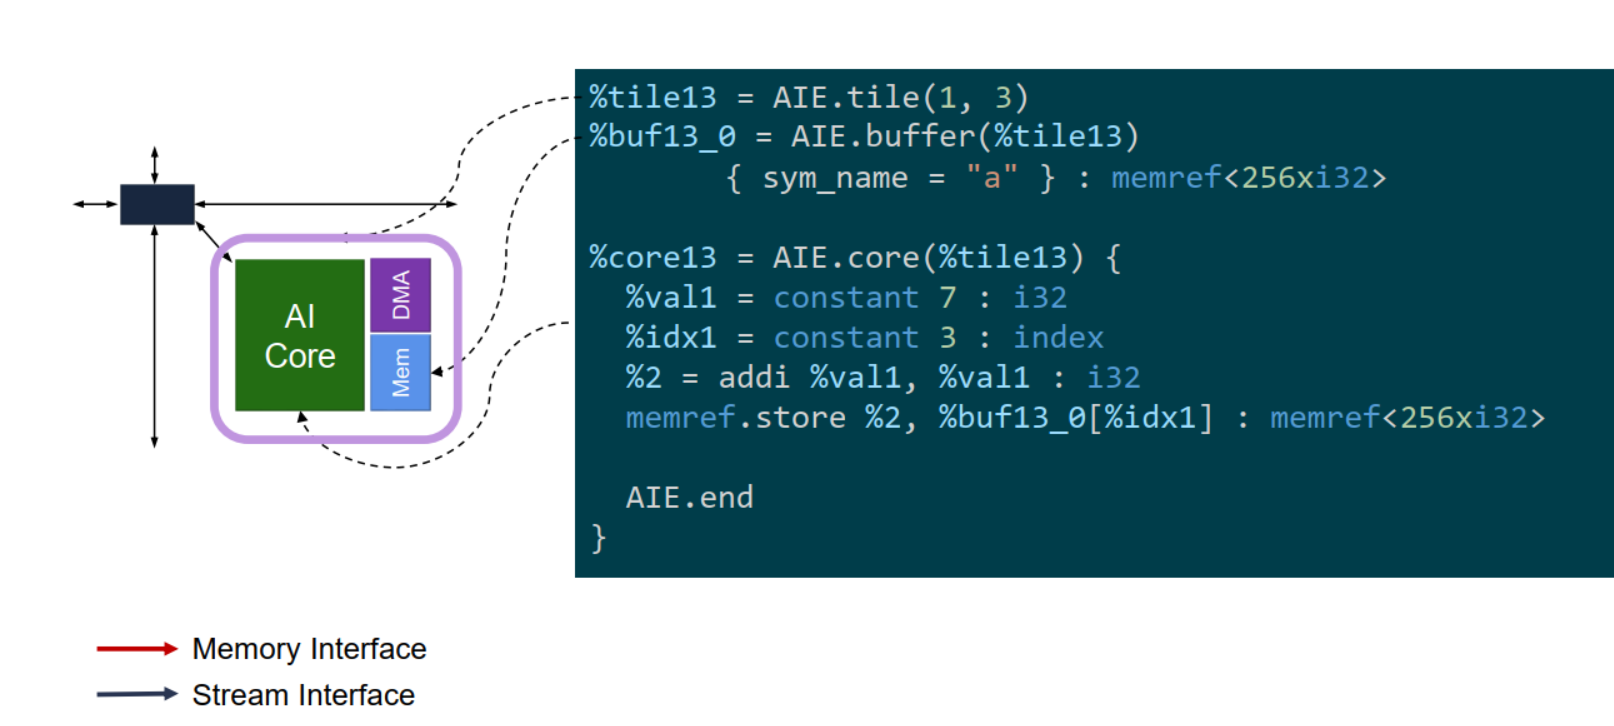 %tile13 = AIE.tile(1, 3)
%buf13_0 = AIE.buffer(%tile13)
{ sym_name = "a" } : memref<256xi32>
%core13 = AIE.core(%tile13) {
%val1 = constant 7 : i32
%idx1 = constant 3 : index
%2 = addi %val1, %val1 : i32
memref.store %2, %buf13_0[%idx1] : memref<256xi32>
AIE.end
}
AI
Core
DMA
Mem
Memory Interface
Stream Interface